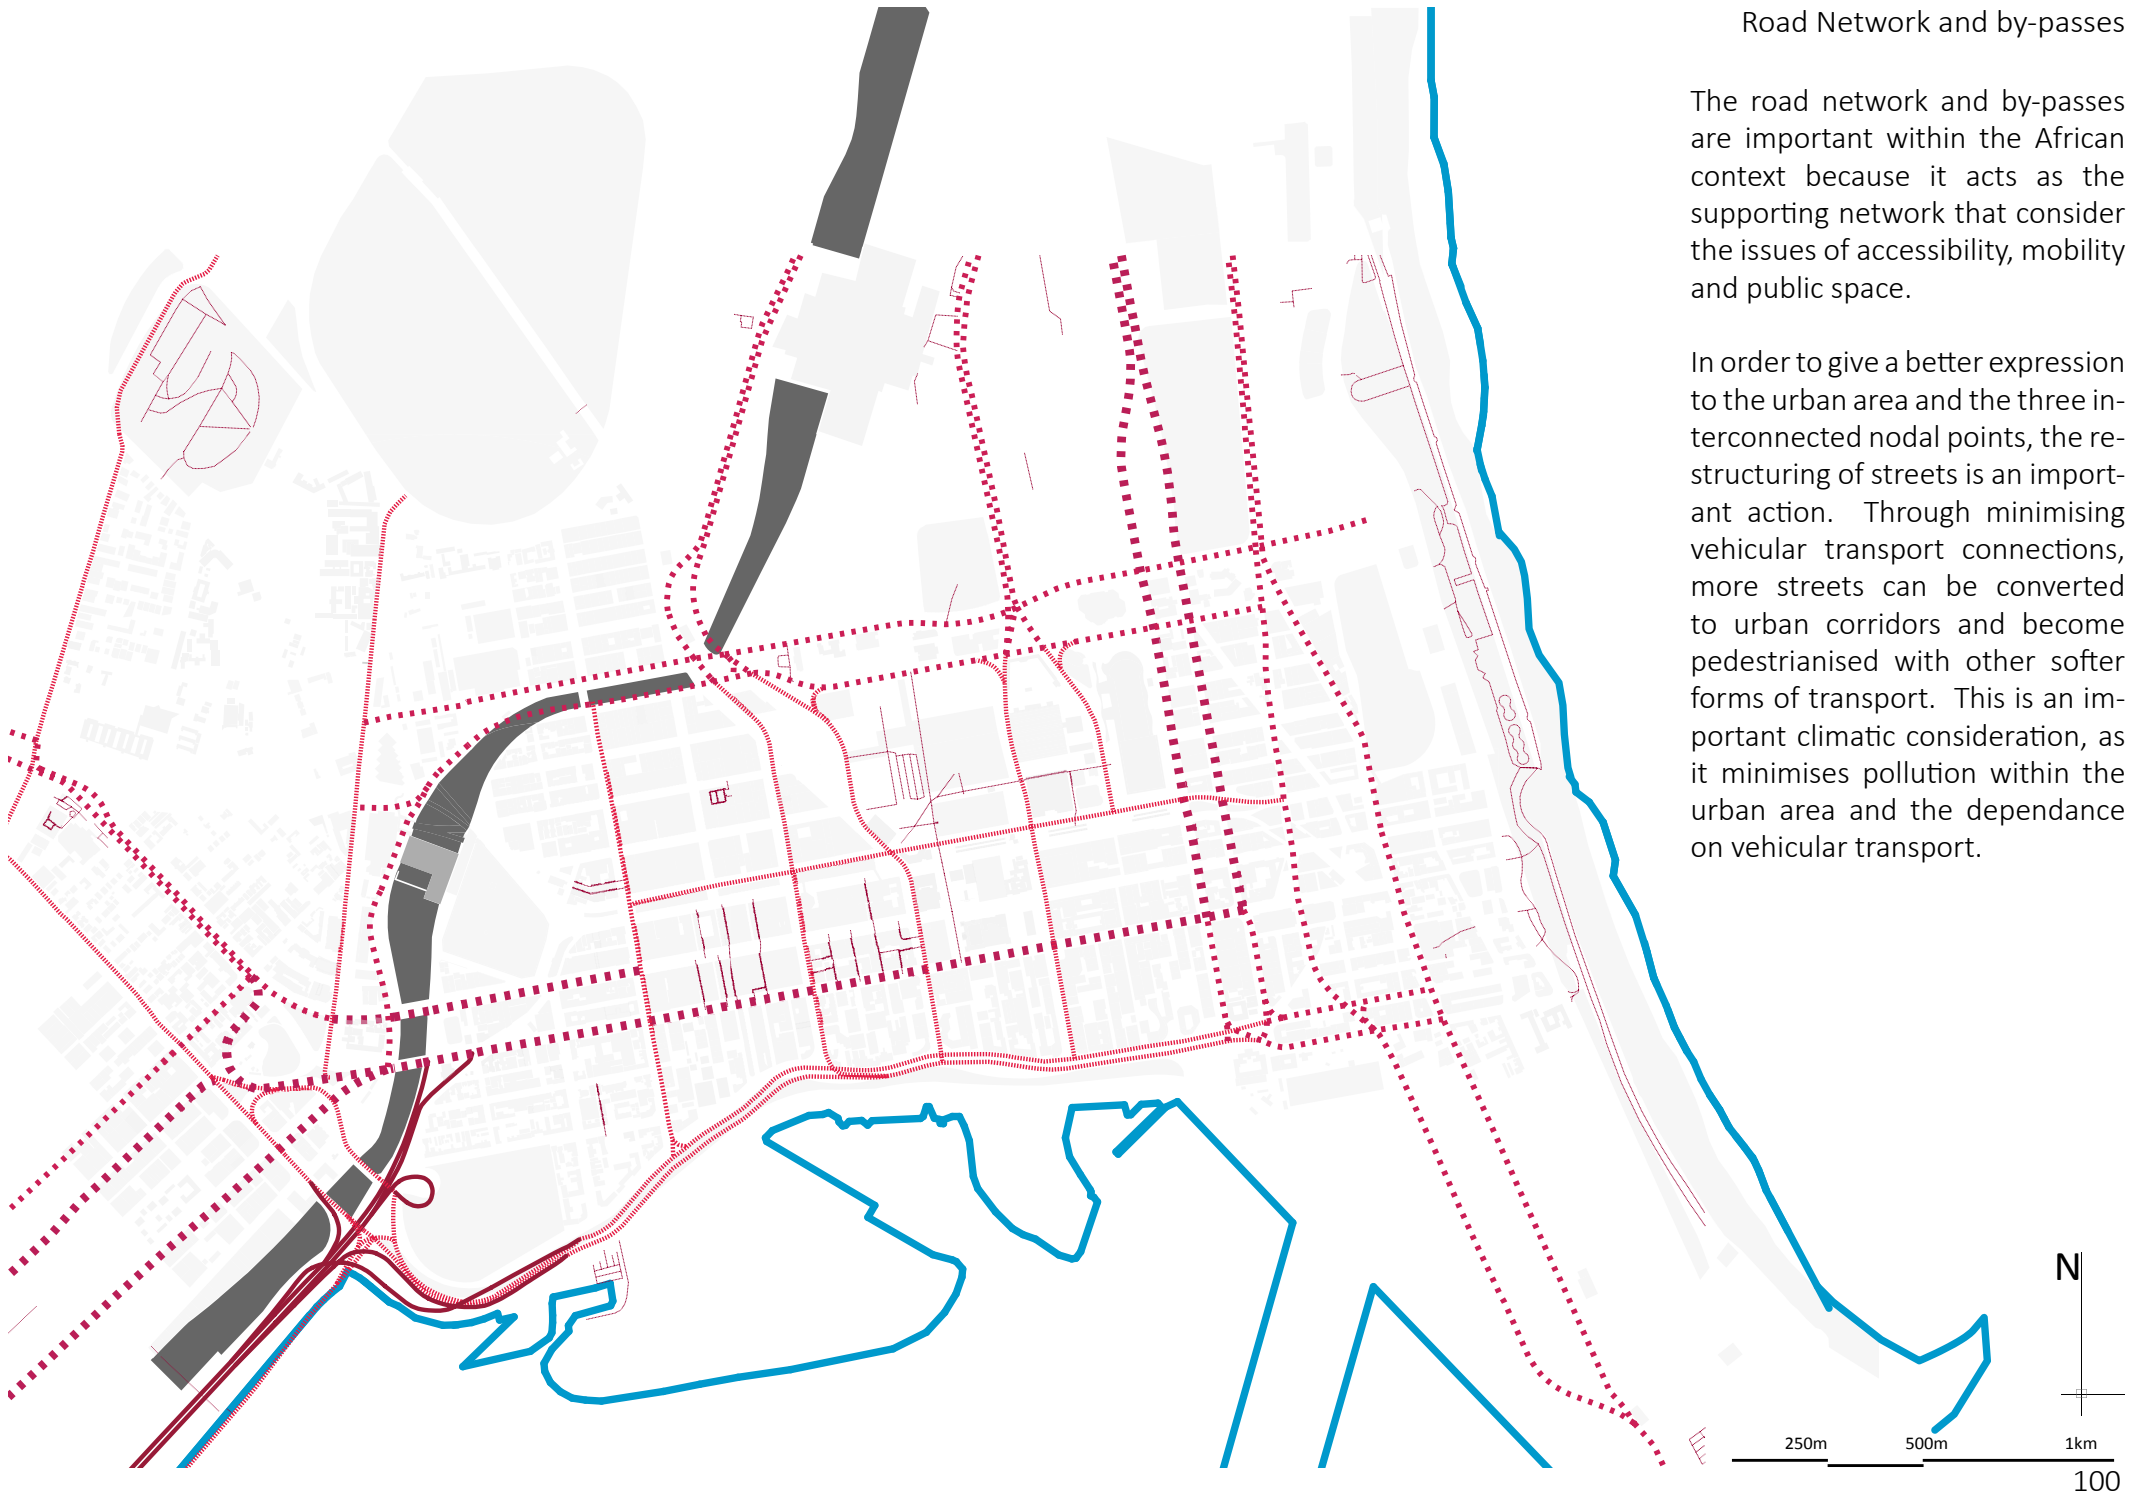 Road Network and by-passes
The road network and by-passes
are important within the African
context because it acts as the
supporting network that consider
the issues of accessibility, mobility
and public space.
In order to give a better expression
to the urban area and the three in-
terconnected nodal points, the re-
structuring of streets is an import-
ant action. Through minimising
vehicular transport connections,
more streets can be converted
to urban corridors and become
pedestrianised with other softer
forms of transport. This is an im-
portant climatic consideration, as
it minimises pollution within the
urban area and the dependance
on vehicular transport.
N
250m 500m 1km
100